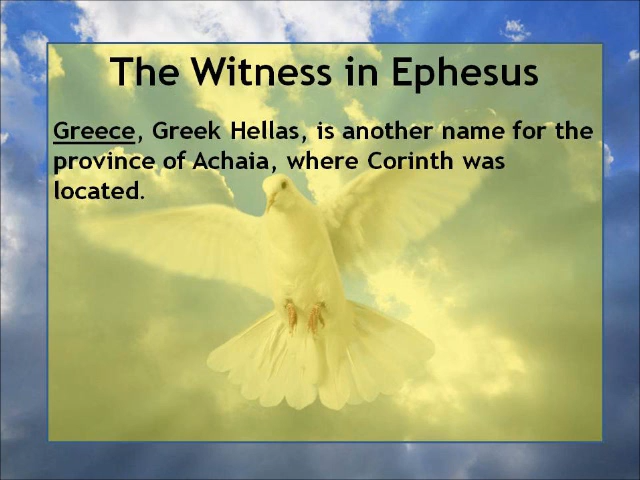 The Witness in Ephesus
Greece, Greek Hellas, is another name for the
province of Achaia, where Corinth was
located.